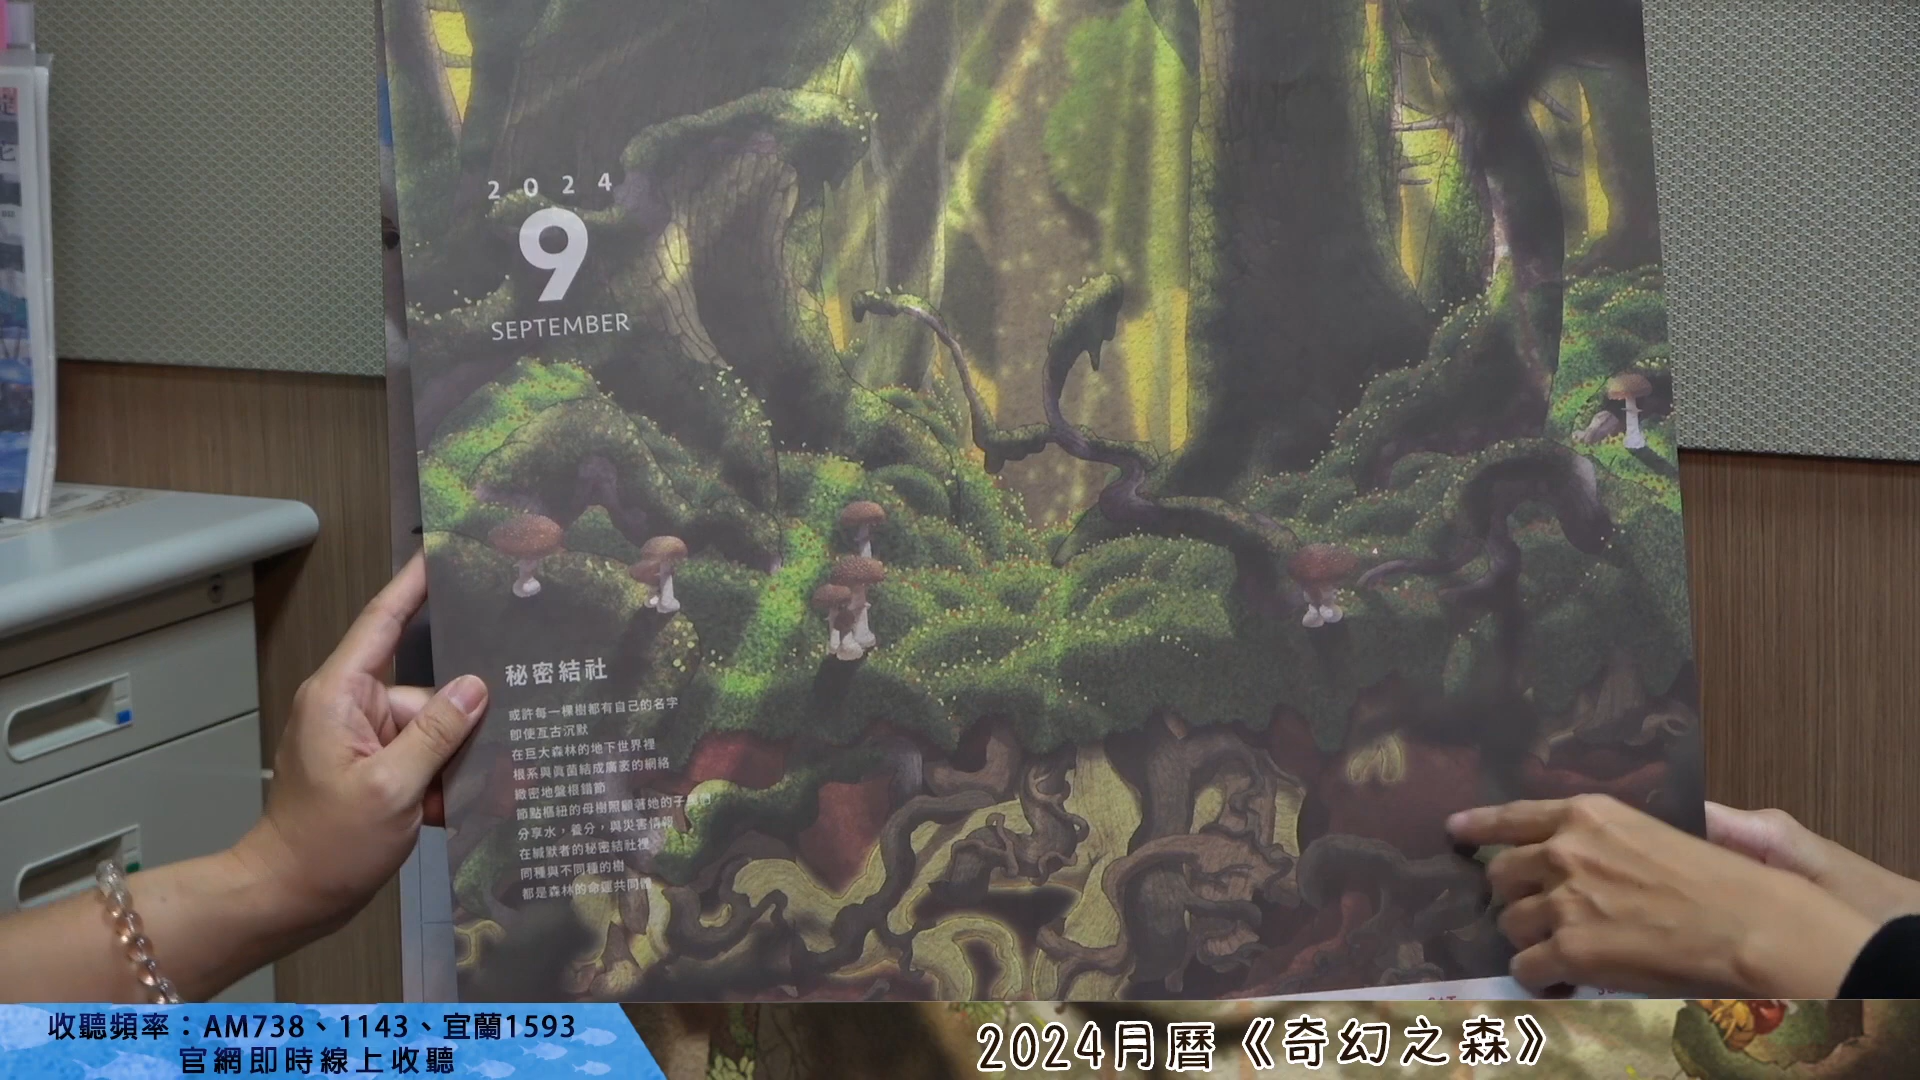 2024
9
SEPTEMBER
秘密結社
或許每一棵樹都有自己的名字
卽使亙古沉默
在巨大森林的地下世界裡
根系與眞菌結成廣袤的網絡
緻密地盤根錯節
節點樞紐的母樹照顧著她的子
分享水，養分，與災害情報
在緘默者的秘密結社裡
同種與不同種的樹
都是森林的命運共同體
收聽頻率：AM738、1143、宜蘭1593
官網即時線上收聽
2024月曆《奇幻之森》